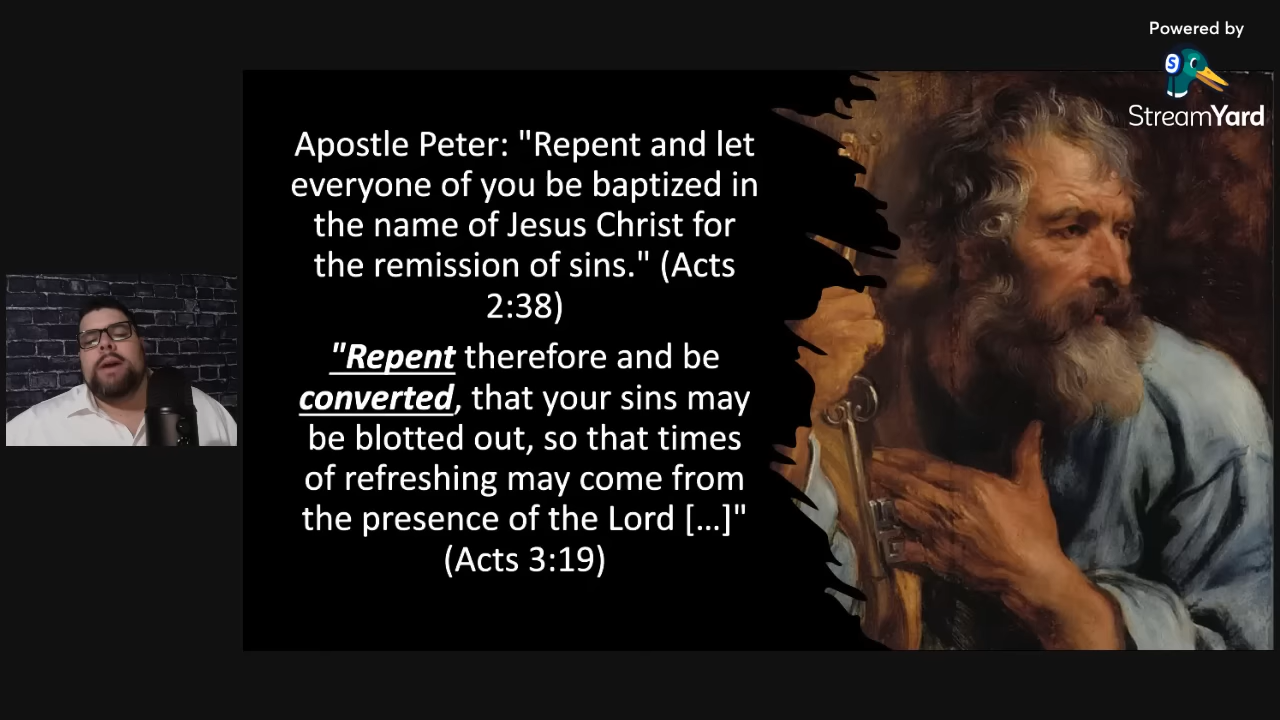 Powered by
StreamYard
Apostle Peter: "Repent and let
everyone of you be baptized in
the name of Jesus Christ for
the remission of sins." (Acts
2:38)
"Repent therefore and be
converted, that your sins may
be blotted out, so that times
of refreshing may come from
the presence of the Lord [...]"
(Acts 3:19)